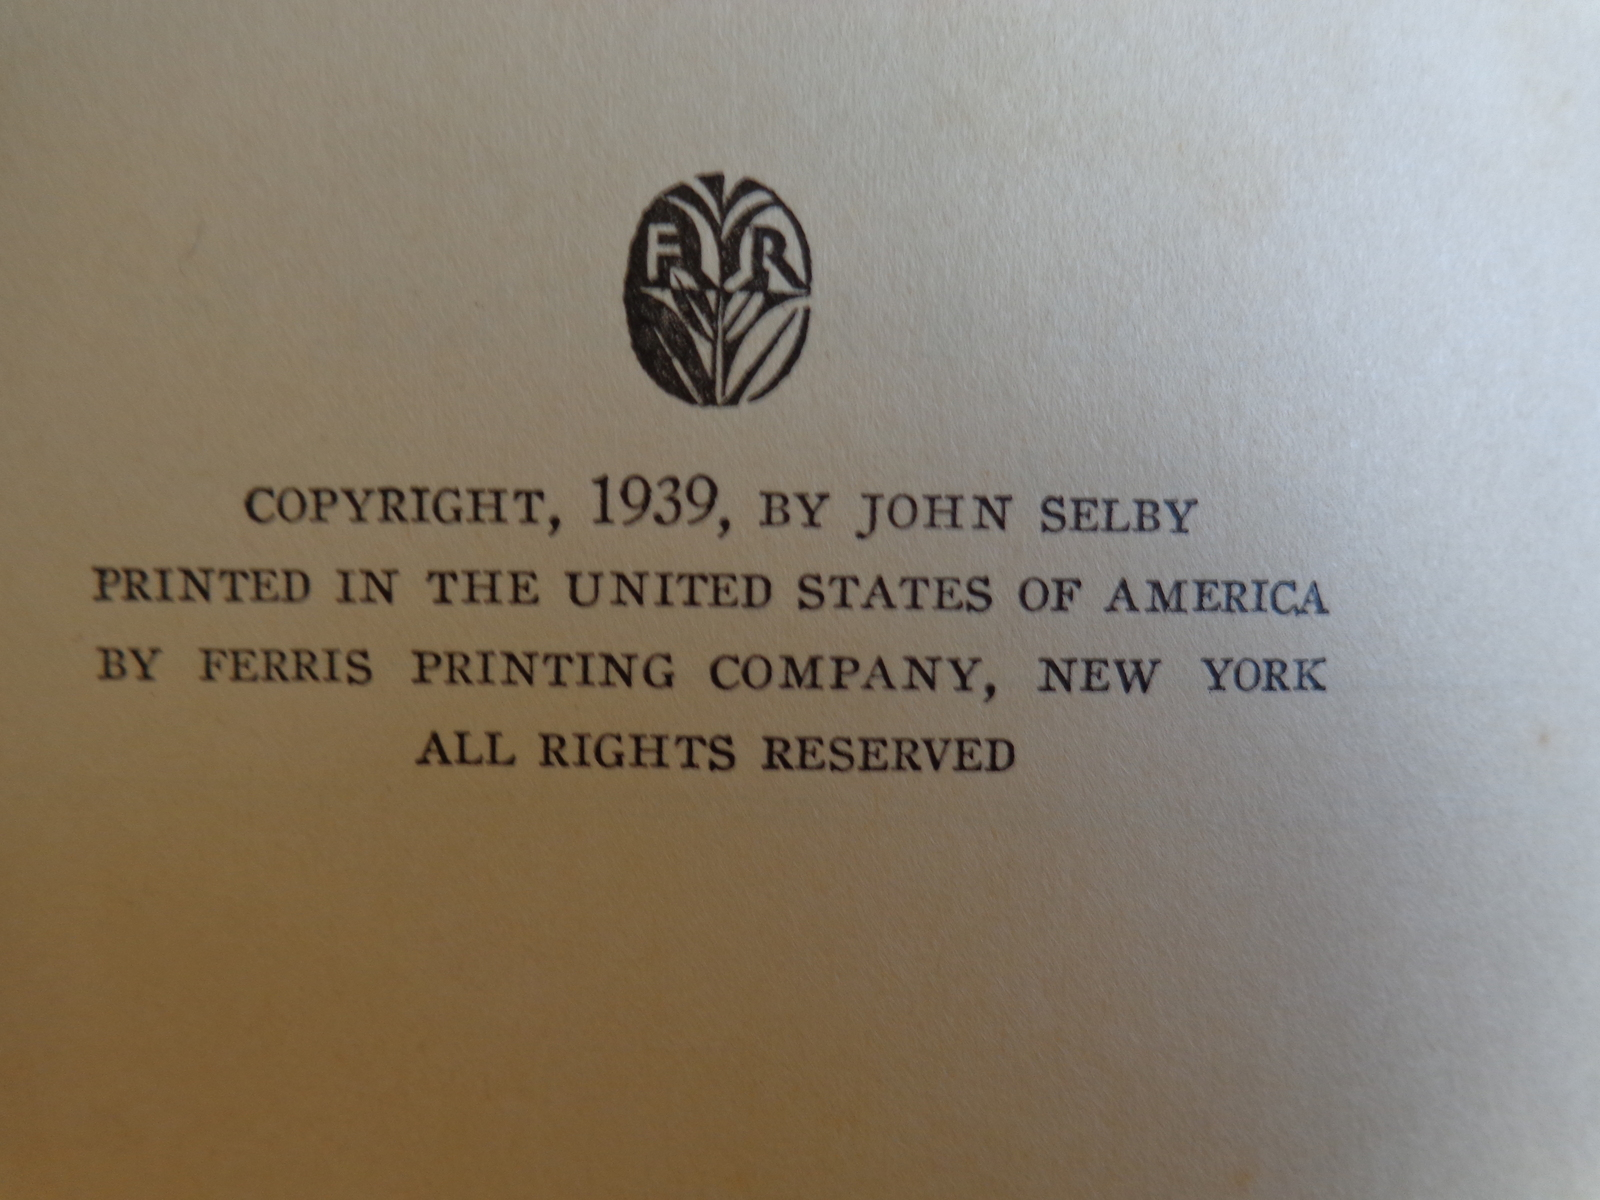 FR
COPYRIGHT, 1939, BY JOHN SELBY
PRINTED IN THE UNITED STATES OF AMERICA
BY FERRIS PRINTING COMPANY, NEW YORK
ALL RIGHTS RESERVED